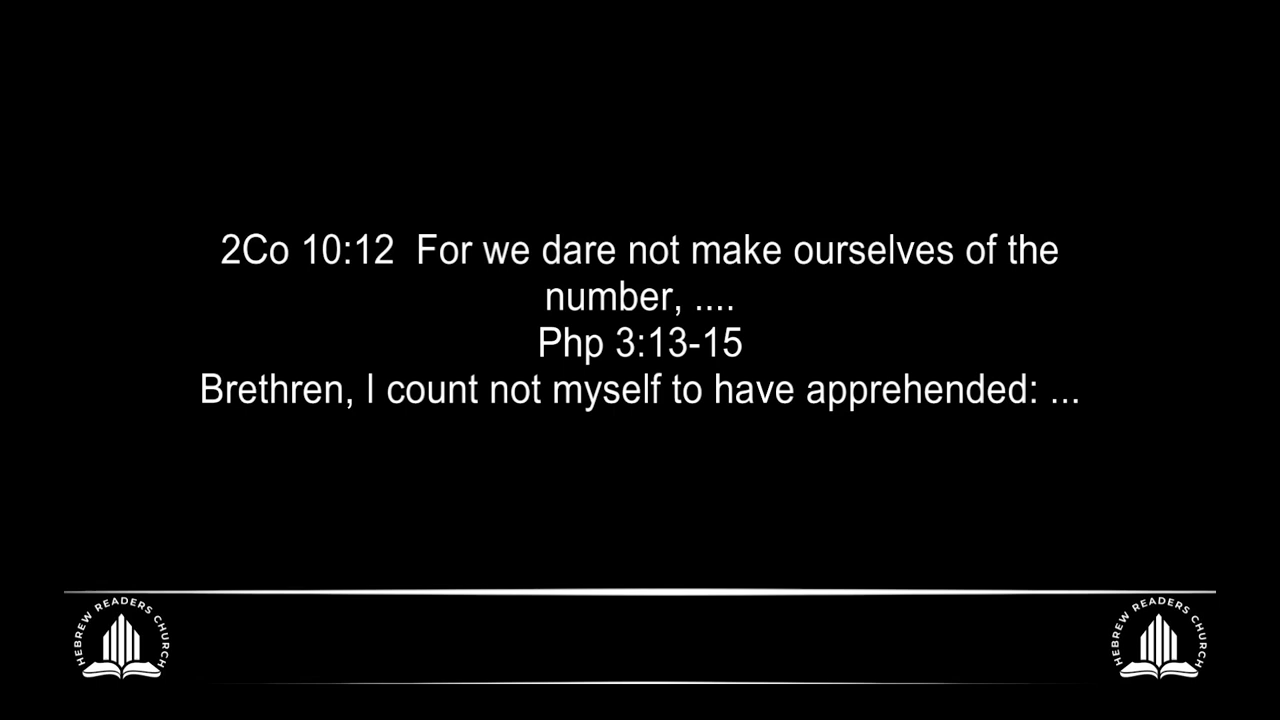 2Co 10:12  For we dare not make ourselves of the
number, ....
Php 3:13-15
Brethren, I count not myself to have apprehended: ...
HEBREW READERS CHURCH
HEBREW READERS CHURCH